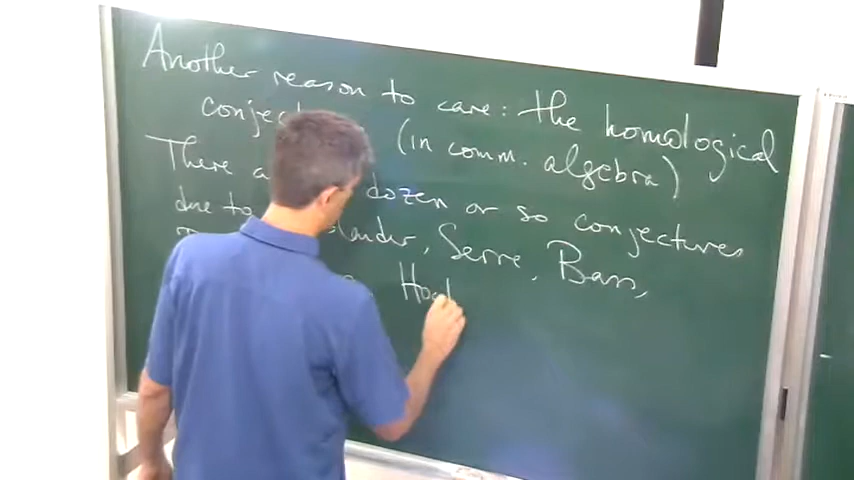 Another reason to care: the homological
conjec (in comm. algebra)
There a dozen or so conjectures
due to lander, Serre, Bass,
Hoc